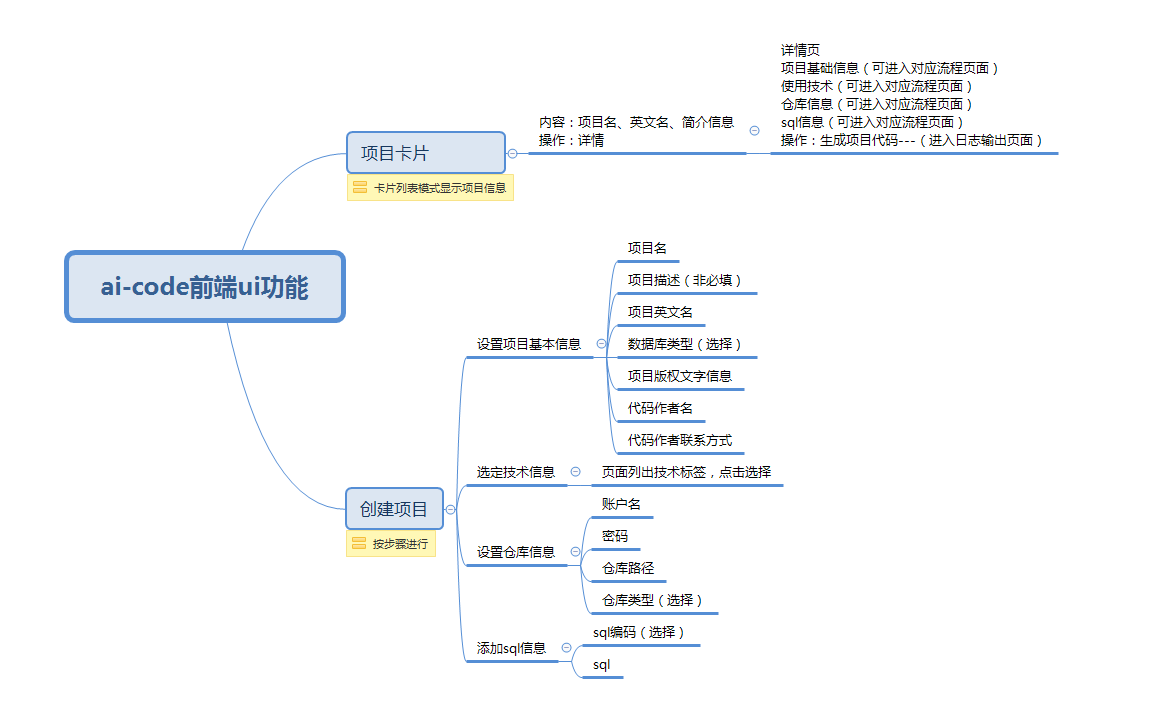 ai-code前端ui功能
项目卡片
卡片列表模式显示项目信息
内容：项目名、英文名、简介信息
操作：详情
详情页
项目基础信息（可进入对应流程页面）
使用技术（可进入对应流程页面）
仓库信息（可进入对应流程页面）
sql信息（可进入对应流程页面）
操作：生成项目代码---（进入日志输出页面）
创建项目
按步骤进行
设置项目基本信息
项目名
项目描述（非必填）
项目英文名
数据库类型（选择）
项目版权文字信息
代码作者名
代码作者联系方式
选定技术信息
页面列出技术标签，点击选择
设置仓库信息
账户名
密码
仓库路径
仓库类型（选择）
添加sql信息
sql编码（选择）
sql